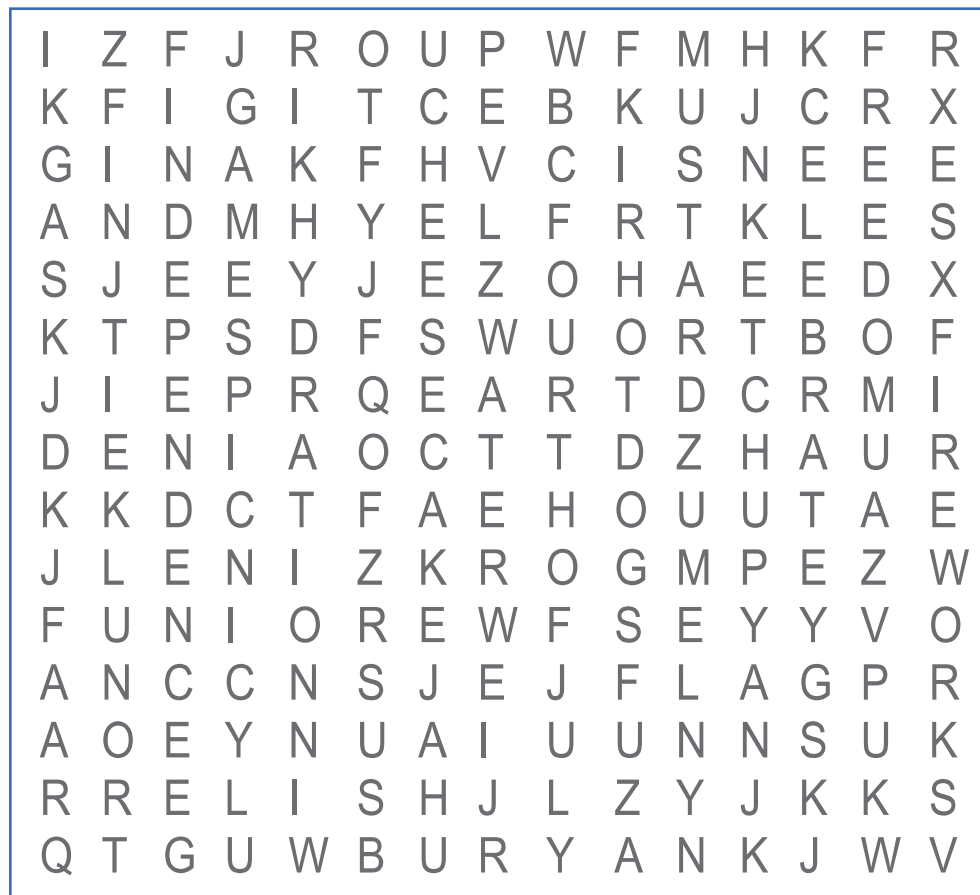 I Z F J R O U P W F M H K F R
K F I G I T C E B K U J C R X
G I N A K F H V C I S N E E E
A N D M H Y E L F R T K L E S
S J E E Y J E Z O H A E E D X
K T P S D F S W U O R T B O F
J I E P R Q E A R T D C R M I
D E N I A O C T T D Z H A U R
K K D C T F A E H O U U T A E
J L E N I Z K R O G M P E Z W
F U N I O R E W F S E Y Y V O
A N C C N S J E J F L A G P R
A O E Y N U A I U U N N S U K
R R E L I S H J L Z Y J K K S
Q T G U W B U R Y A N K J W V